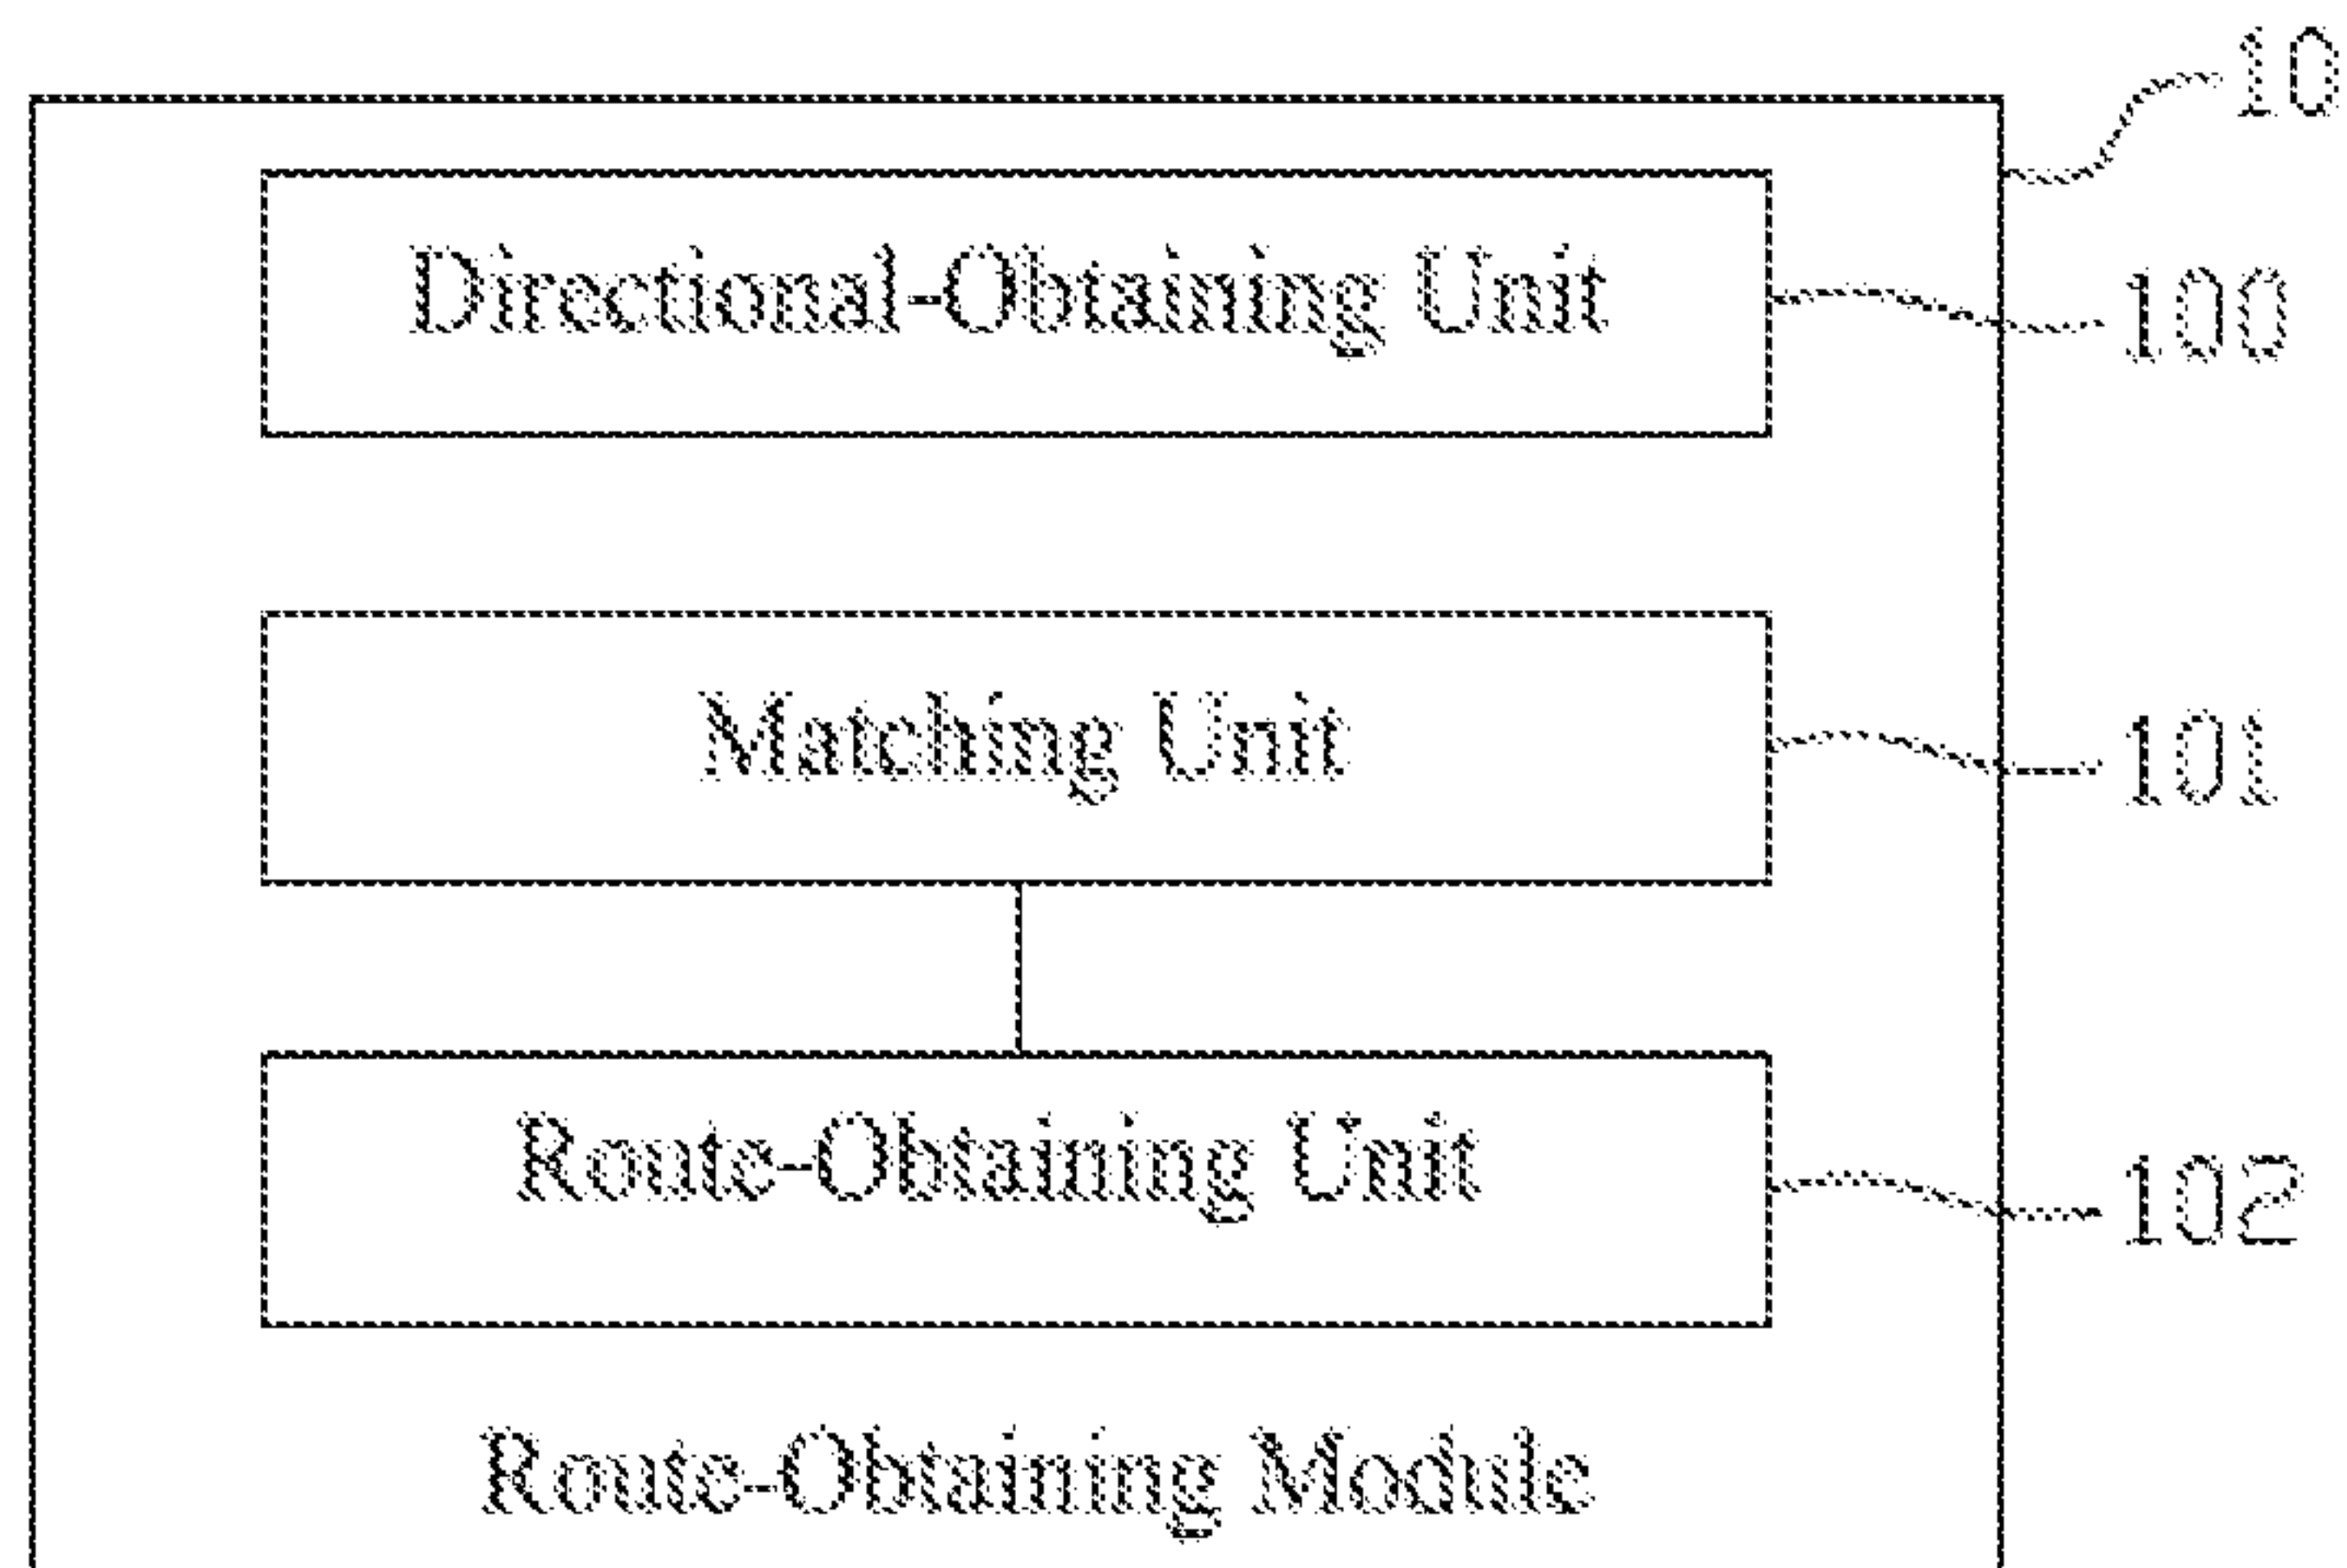 10
Directional-Obtaining Unit
100
Matching Unit
101
Route-Obtaining Unit
102
Route-Obtaining Module